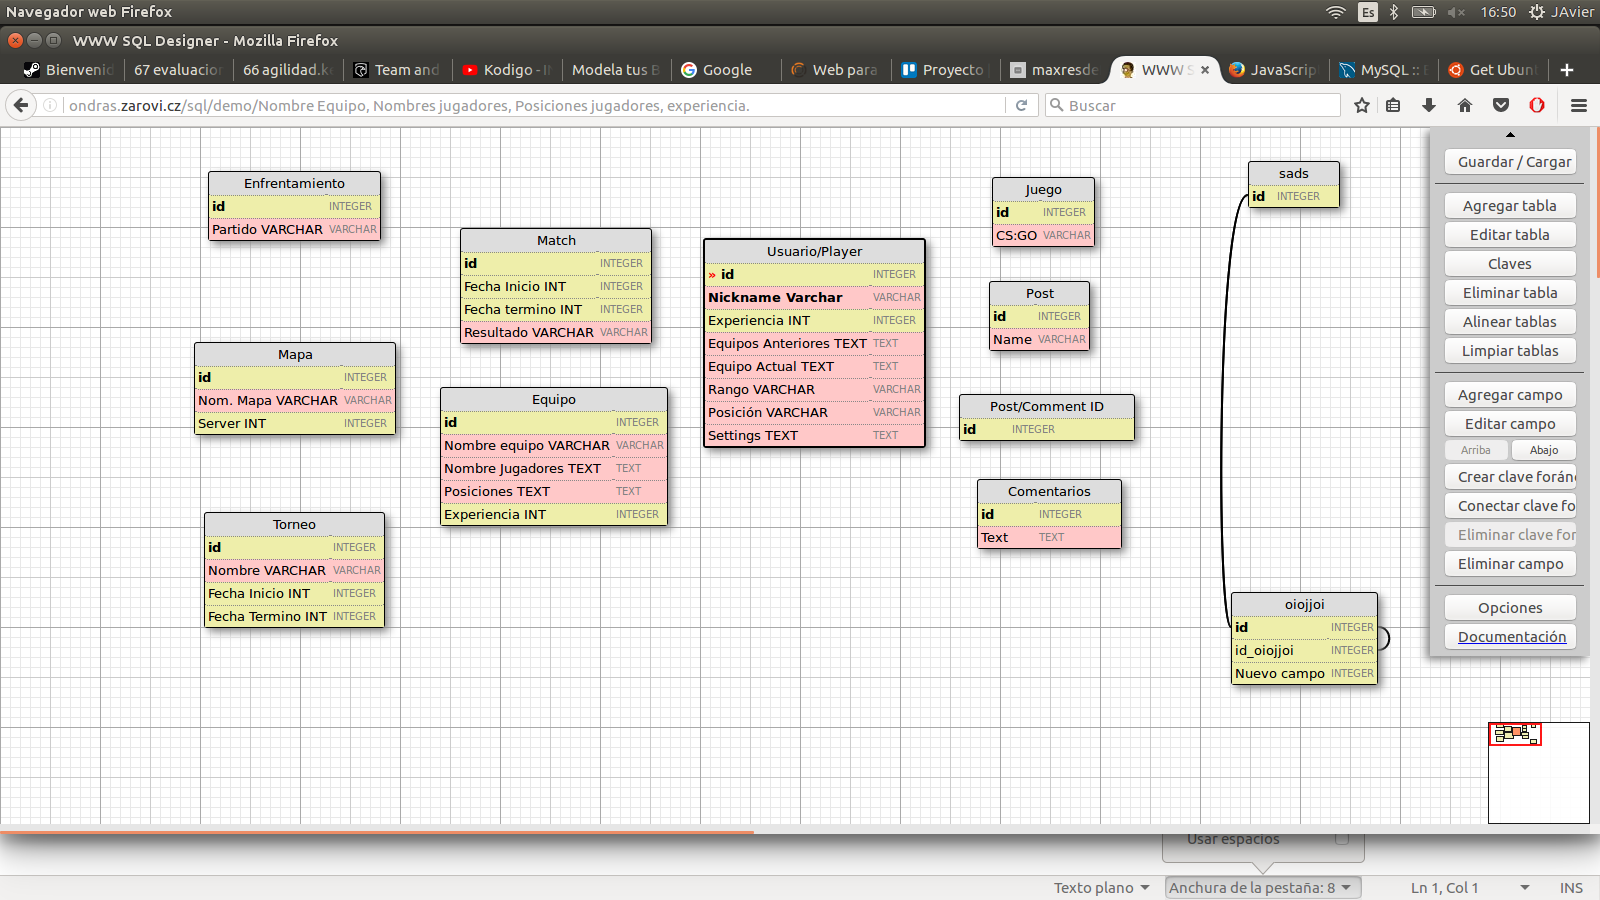 Navegador web Firefox
Es
16:50
JAvier
WWW SQL Designer - Mozilla Firefox
Bienvenid
67 evaluacion
66 agilidad.k
Team and
Kodigo - I
Modela tus B
Google
Web para
Proyecto
maxresde
WWW S
JavaScrip
MySQL ::
Get Ubunt
ondras.zarovi.cz/sql/demo/Nombre Equipo, Nombres jugadores, Posiciones jugadores, experiencia.
Buscar
Enfrentamiento
id INTEGER
Partido VARCHAR VARCHAR
Match
id INTEGER
Fecha Inicio INT INTEGER
Fecha termino INT INTEGER
Resultado VARCHAR VARCHAR
Usuario/Player
» id INTEGER
Nickname Varchar VARCHAR
Experiencia INT INTEGER
Equipos Anteriores TEXT TEXT
Equipo Actual TEXT TEXT
Rango VARCHAR VARCHAR
Posición VARCHAR VARCHAR
Settings TEXT TEXT
Juego
id INTEGER
CS:GO VARCHAR
Post
id INTEGER
Name VARCHAR
Post/Comment ID
id INTEGER
Comentarios
id INTEGER
Text TEXT
sads
id INTEGER
oiojjoi
id INTEGER
id_oiojjoi INTEGER
Nuevo campo INTEGER
Mapa
id INTEGER
Nom. Mapa VARCHAR VARCHAR
Server INT INTEGER
Equipo
id INTEGER
Nombre equipo VARCHAR VARCHAR
Nombre Jugadores TEXT TEXT
Posiciones TEXT TEXT
Experiencia INT INTEGER
Torneo
id INTEGER
Nombre VARCHAR VARCHAR
Fecha Inicio INT INTEGER
Fecha Termino INT INTEGER
Guardar / Cargar
Agregar tabla
Editar tabla
Claves
Eliminar tabla
Alinear tablas
Limpiar tablas
Agregar campo
Editar campo
Arriba Abajo
Crear clave forán
Conectar clave fo
Eliminar clave for
Eliminar campo
Opciones
Documentación
Usar espacios
Texto plano
Anchura de la pestaña: 8
Ln 1, Col 1
INS